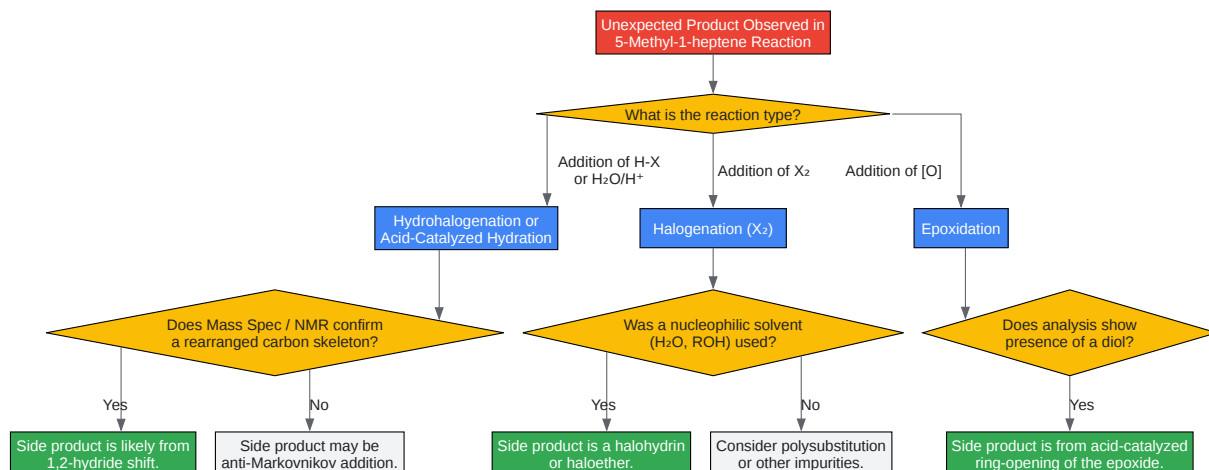 Unexpected Product Observed in
5-Methyl-1-heptene Reaction
What is the reaction type?
Addition of H-X
or H₂O/H⁺
Addition of X₂
Addition of [O]
Hydrohalogenation or
Acid-Catalyzed Hydration
Halogenation (X₂)
Epoxidation
Does Mass Spec / NMR confirm
a rearranged carbon skeleton?
Was a nucleophilic solvent
(H₂O, ROH) used?
Does analysis show
presence of a diol?
Yes
No
Yes
No
Yes
Side product is likely from
1,2-hydride shift.
Side product may be
anti-Markovnikov addition.
Side product is a halohydrin
or haloether.
Consider polysubstitution
or other impurities.
Side product is from acid-catalyzed
ring-opening of the epoxide.